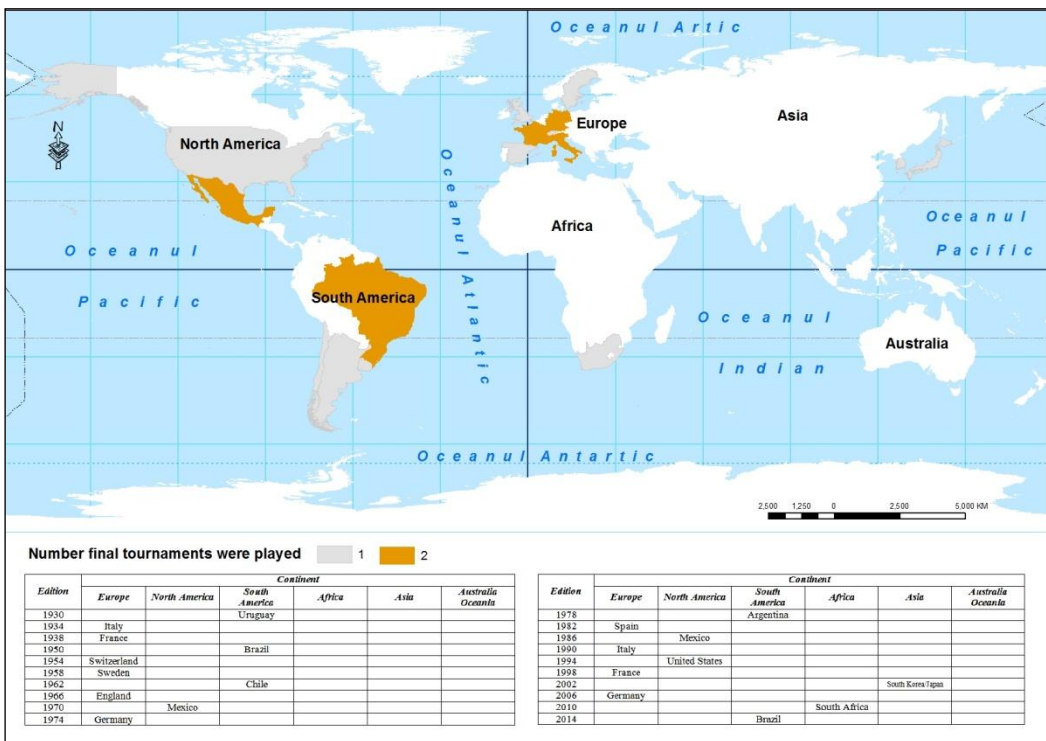 Oceanul Artic
N
North America
Europe
Asia
Oceanul Atlantic
Africa
Oceanul
Pacific
Oceanul
Pacific
South America
Oceanul
Indian
Australia
Oceanul Antartic
2,500 1,250 0 2,500 5,000 KM
Number final tournaments were played 1 2
Edition Continent
Europe North America South America Africa Asia Australia Oceania
1930 Uruguay
1934 Italy
1938 France
1950 Brazil
1954 Switzerland
1958 Sweden
1962 Chile
1966 England
1970 Mexico
1974 Germany
Edition Continent
Europe North America South America Africa Asia Australia Oceania
1978 Argentina
1982 Spain
1986 Mexico
1990 Italy
1994 United States
1998 France
2002 South Korea/Japan
2006 Germany
2010 South Africa
2014 Brazil